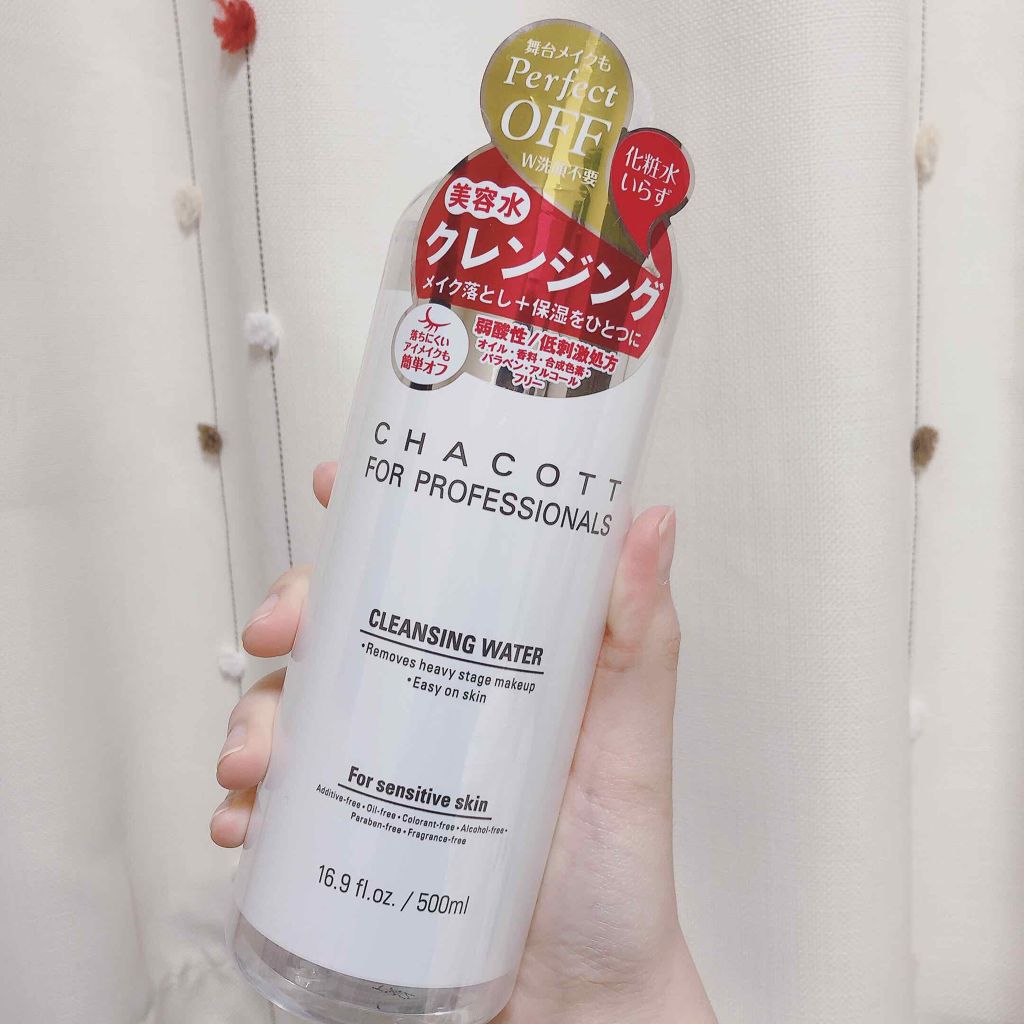 舞台メイクも
Perfect
OFF
W洗顔不要
化粧水
いらず
美容水
クレンジング
メイク落とし＋保湿をひとつに
落ちにくい
アイメイクも
簡単オフ
弱酸性/低刺激処方
オイル・香料・合成色素・
パラベン・アルコール
フリー
CHACOTT
FOR PROFESSIONALS
CLEANSING WATER
•Removes heavy stage makeup
•Easy on skin
For sensitive skin
Additive-free•Oil-free•Colorant-free•Alcohol-free•
Paraben-free•Fragrance-free
16.9 fl.oz. / 500ml